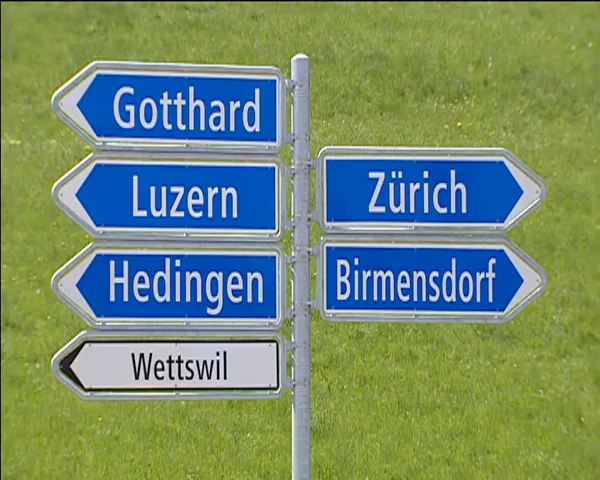 Gotthard
Luzern
Hedingen
Wettswil
Zürich
Birmensdorf